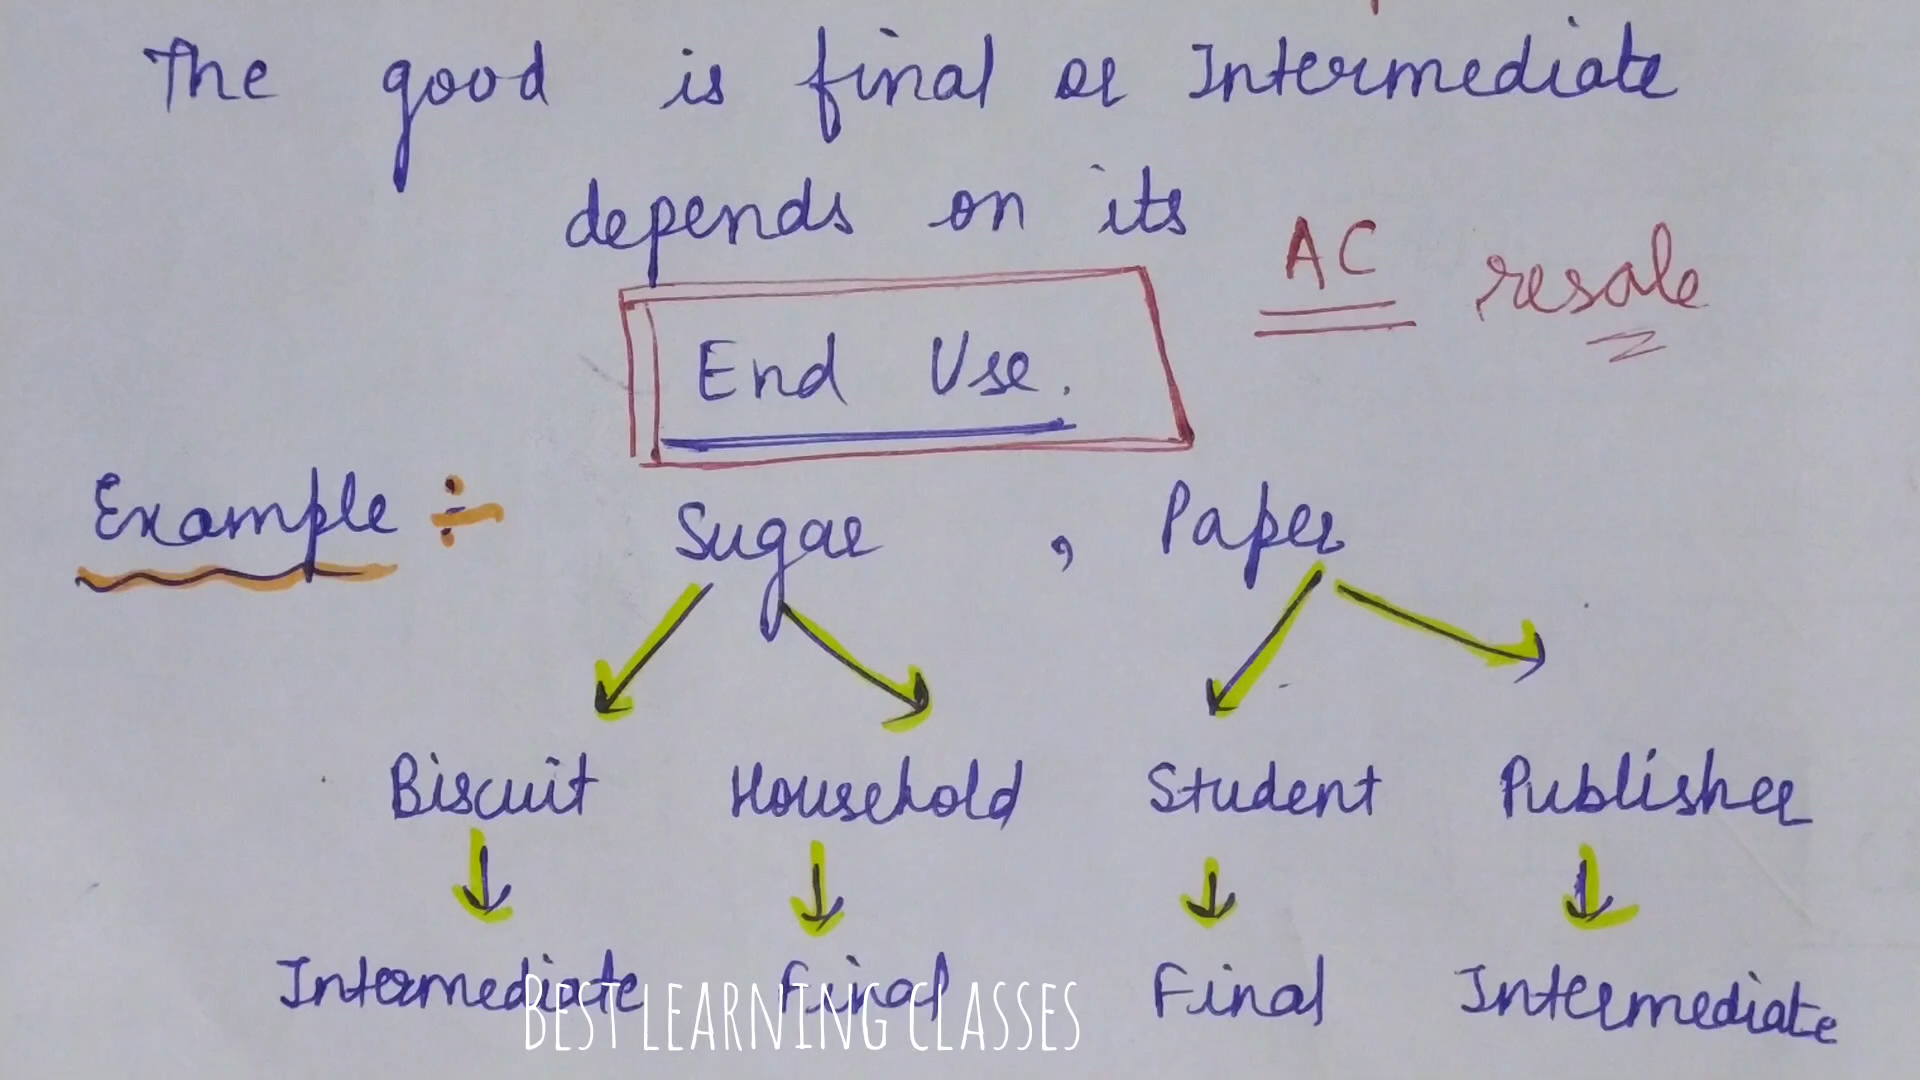 The good is final or Intermediate
depends on its
AC resale
End Use.
Example ÷ Sugar , Paper
Biscuit Household Student Publisher
Intermediate Final Final Intermediate
BEST LEARNING CLASSES